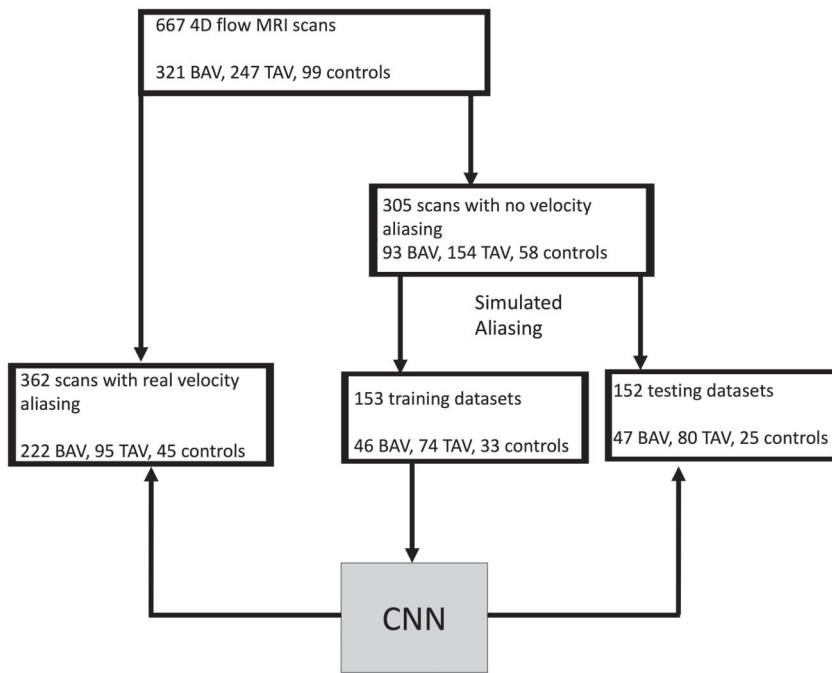 667 4D flow MRI scans
321 BAV, 247 TAV, 99 controls
305 scans with no velocity
aliasing
93 BAV, 154 TAV, 58 controls
Simulated
Aliasing
362 scans with real velocity
aliasing
222 BAV, 95 TAV, 45 controls
153 training datasets
46 BAV, 74 TAV, 33 controls
152 testing datasets
47 BAV, 80 TAV, 25 controls
CNN